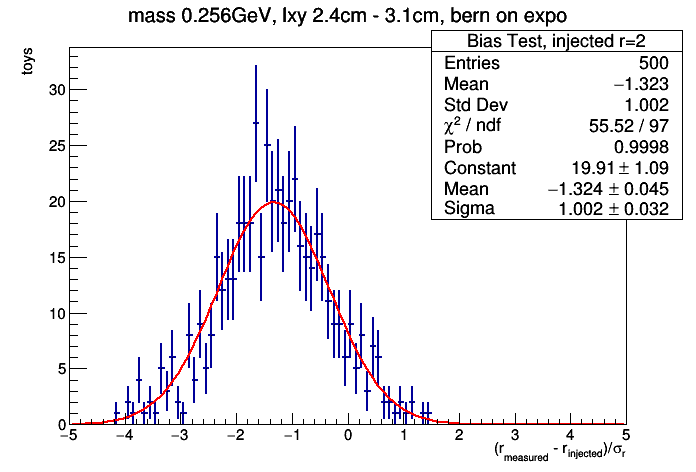 mass 0.256GeV, lxy 2.4cm - 3.1cm, bern on expo
toys
Bias Test, injected r=2
Entries 500
Mean −1.323
Std Dev 1.002
χ² / ndf 55.52 / 97
Prob 0.9998
Constant 19.91 ± 1.09
Mean −1.324 ± 0.045
Sigma 1.002 ± 0.032
30
25
20
15
10
5
0
−5 −4 −3 −2 −1 0 1 2 3 4 5
(r_measured - r_injected)/σ_r